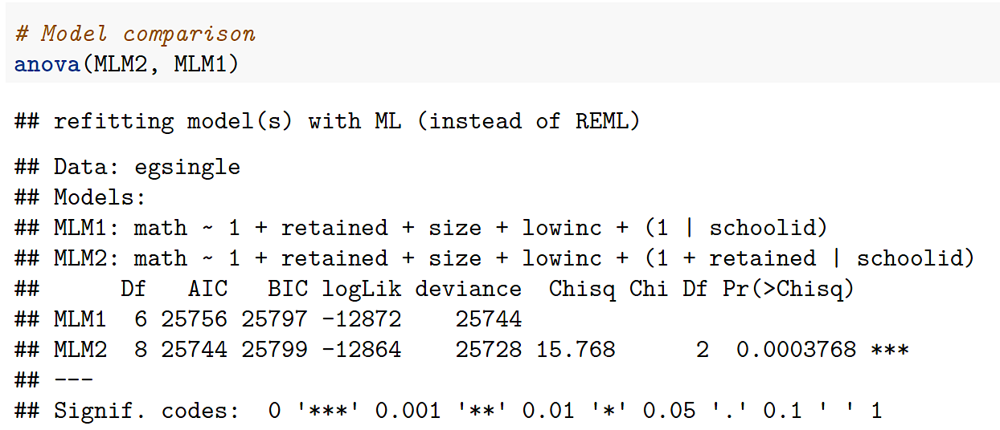 # Model comparison
anova(MLM2, MLM1)
## refitting model(s) with ML (instead of REML)
## Data: egsingle
## Models:
## MLM1: math ~ 1 + retained + size + lowinc + (1 | schoolid)
## MLM2: math ~ 1 + retained + size + lowinc + (1 + retained | schoolid)
##      Df   AIC   BIC logLik deviance  Chisq Chi Df Pr(>Chisq)
## MLM1  6 25756 25797 -12872    25744
## MLM2  8 25744 25799 -12864    25728 15.768      2  0.0003768 ***
## ---
## Signif. codes:  0 '***' 0.001 '**' 0.01 '*' 0.05 '.' 0.1 ' ' 1